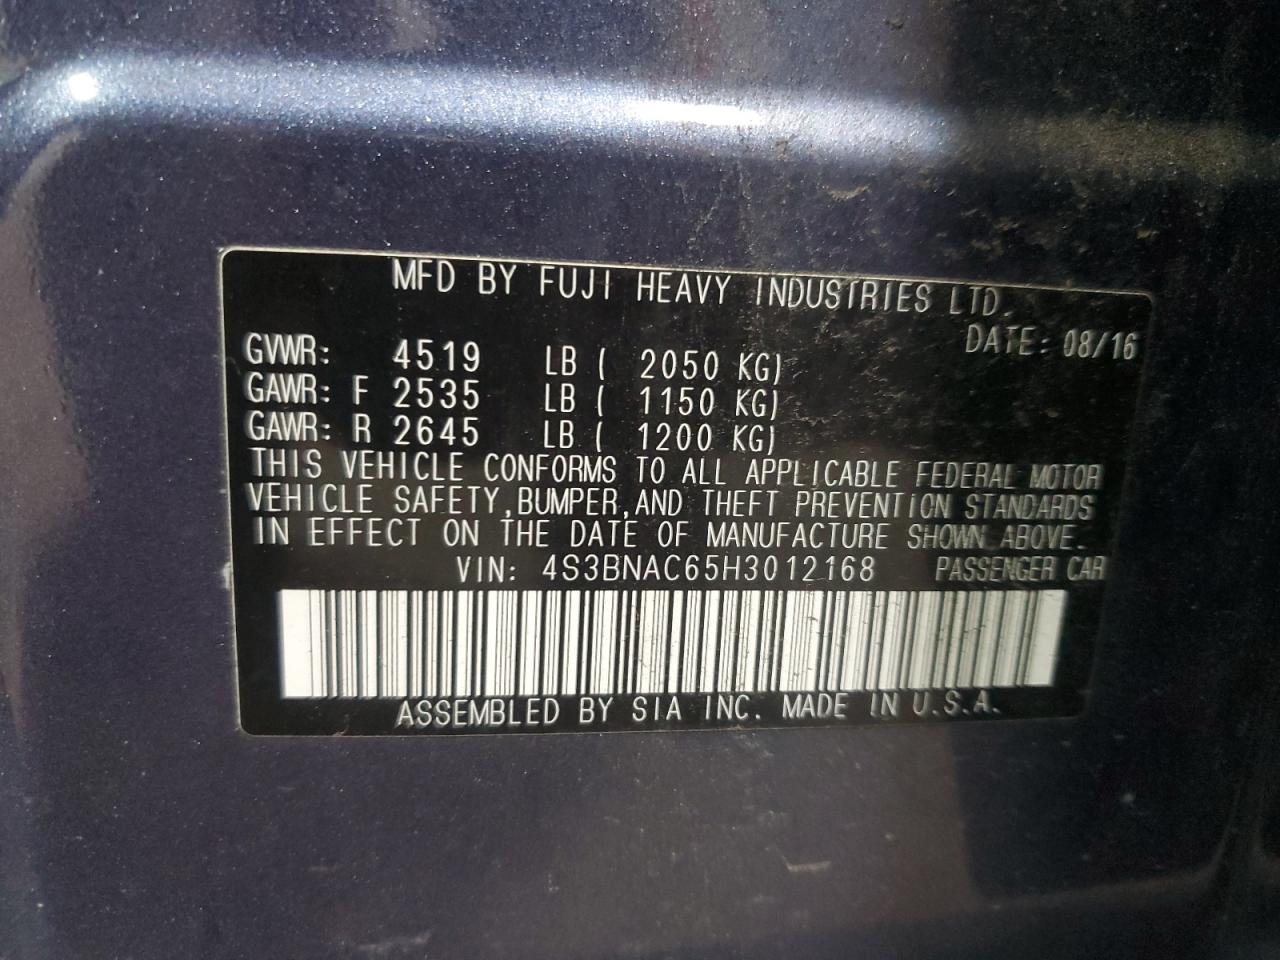 MFD BY FUJI HEAVY INDUSTRIES LTD.
DATE: 08/16
GVWR: 4519 LB ( 2050 KG)
GAWR: F 2535 LB ( 1150 KG)
GAWR: R 2645 LB ( 1200 KG)
THIS VEHICLE CONFORMS TO ALL APPLICABLE FEDERAL MOTOR
VEHICLE SAFETY,BUMPER,AND THEFT PREVENTION STANDARDS
IN EFFECT ON THE DATE OF MANUFACTURE SHOWN ABOVE.
VIN: 4S3BNAC65H3012168 PASSENGER CAR
ASSEMBLED BY SIA INC. MADE IN U.S.A.